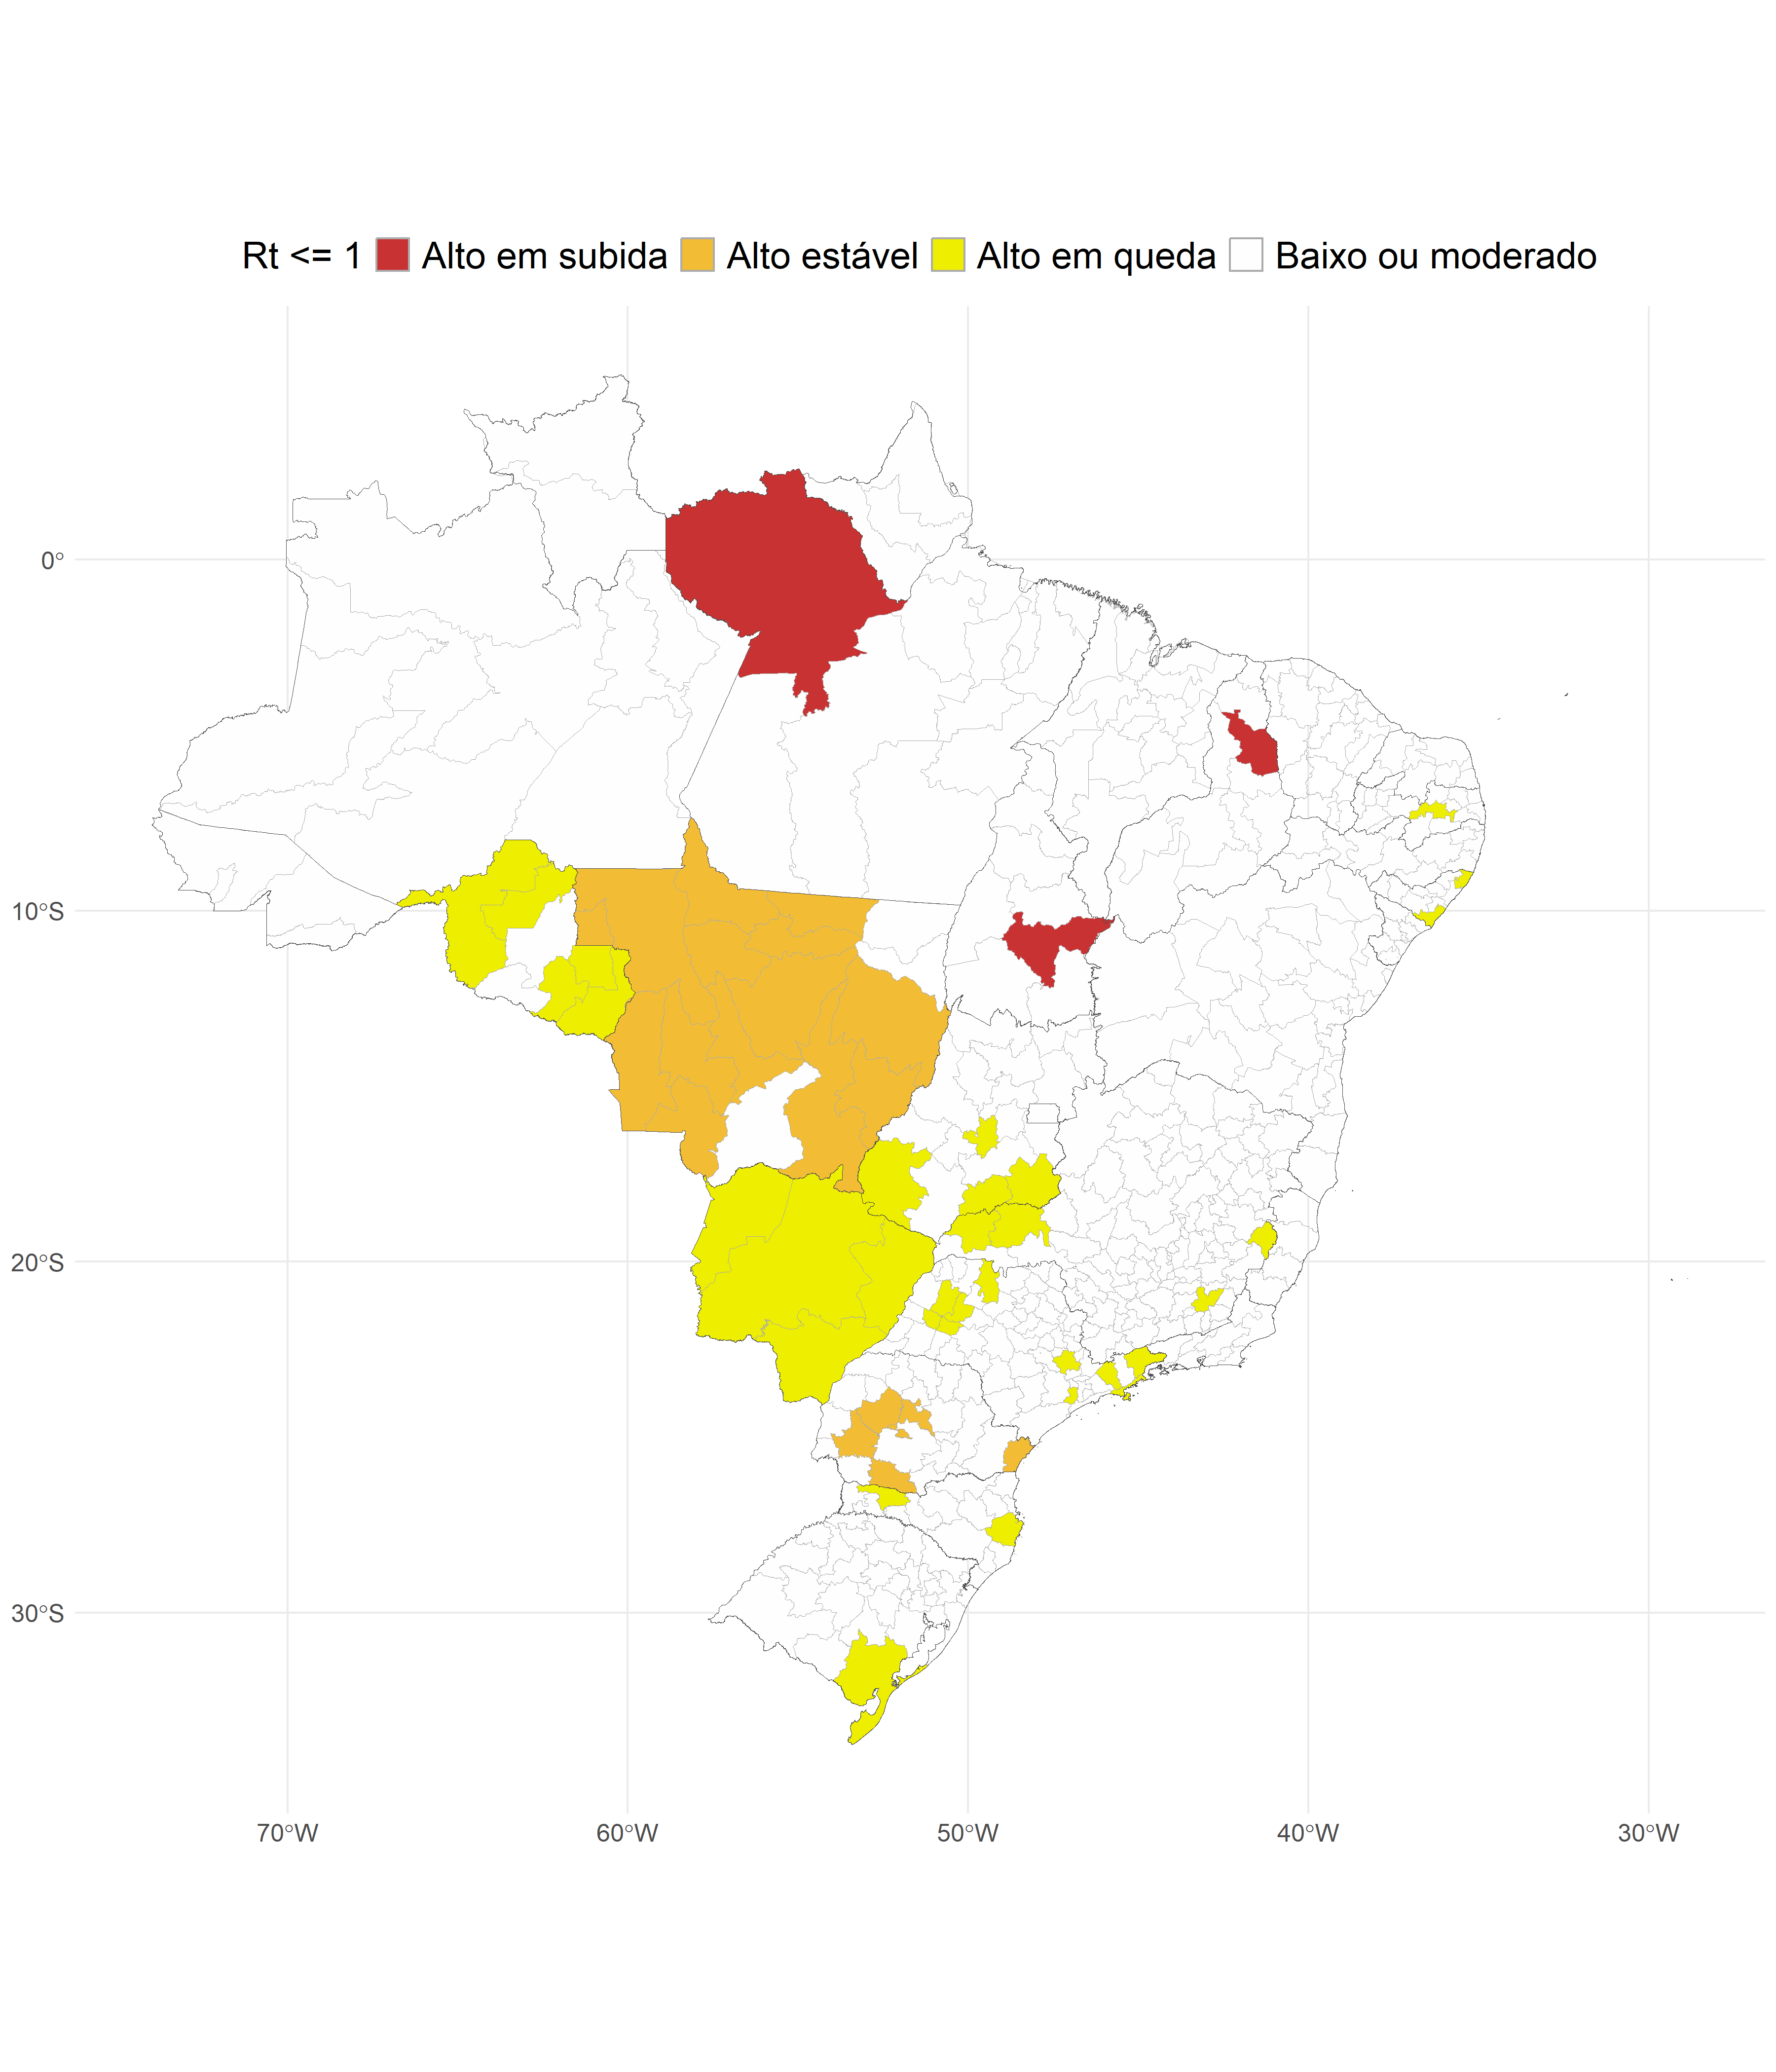 Rt <= 1 Alto em subida Alto estável Alto em queda Baixo ou moderado
0°
10°S
20°S
30°S
70°W 60°W 50°W 40°W 30°W